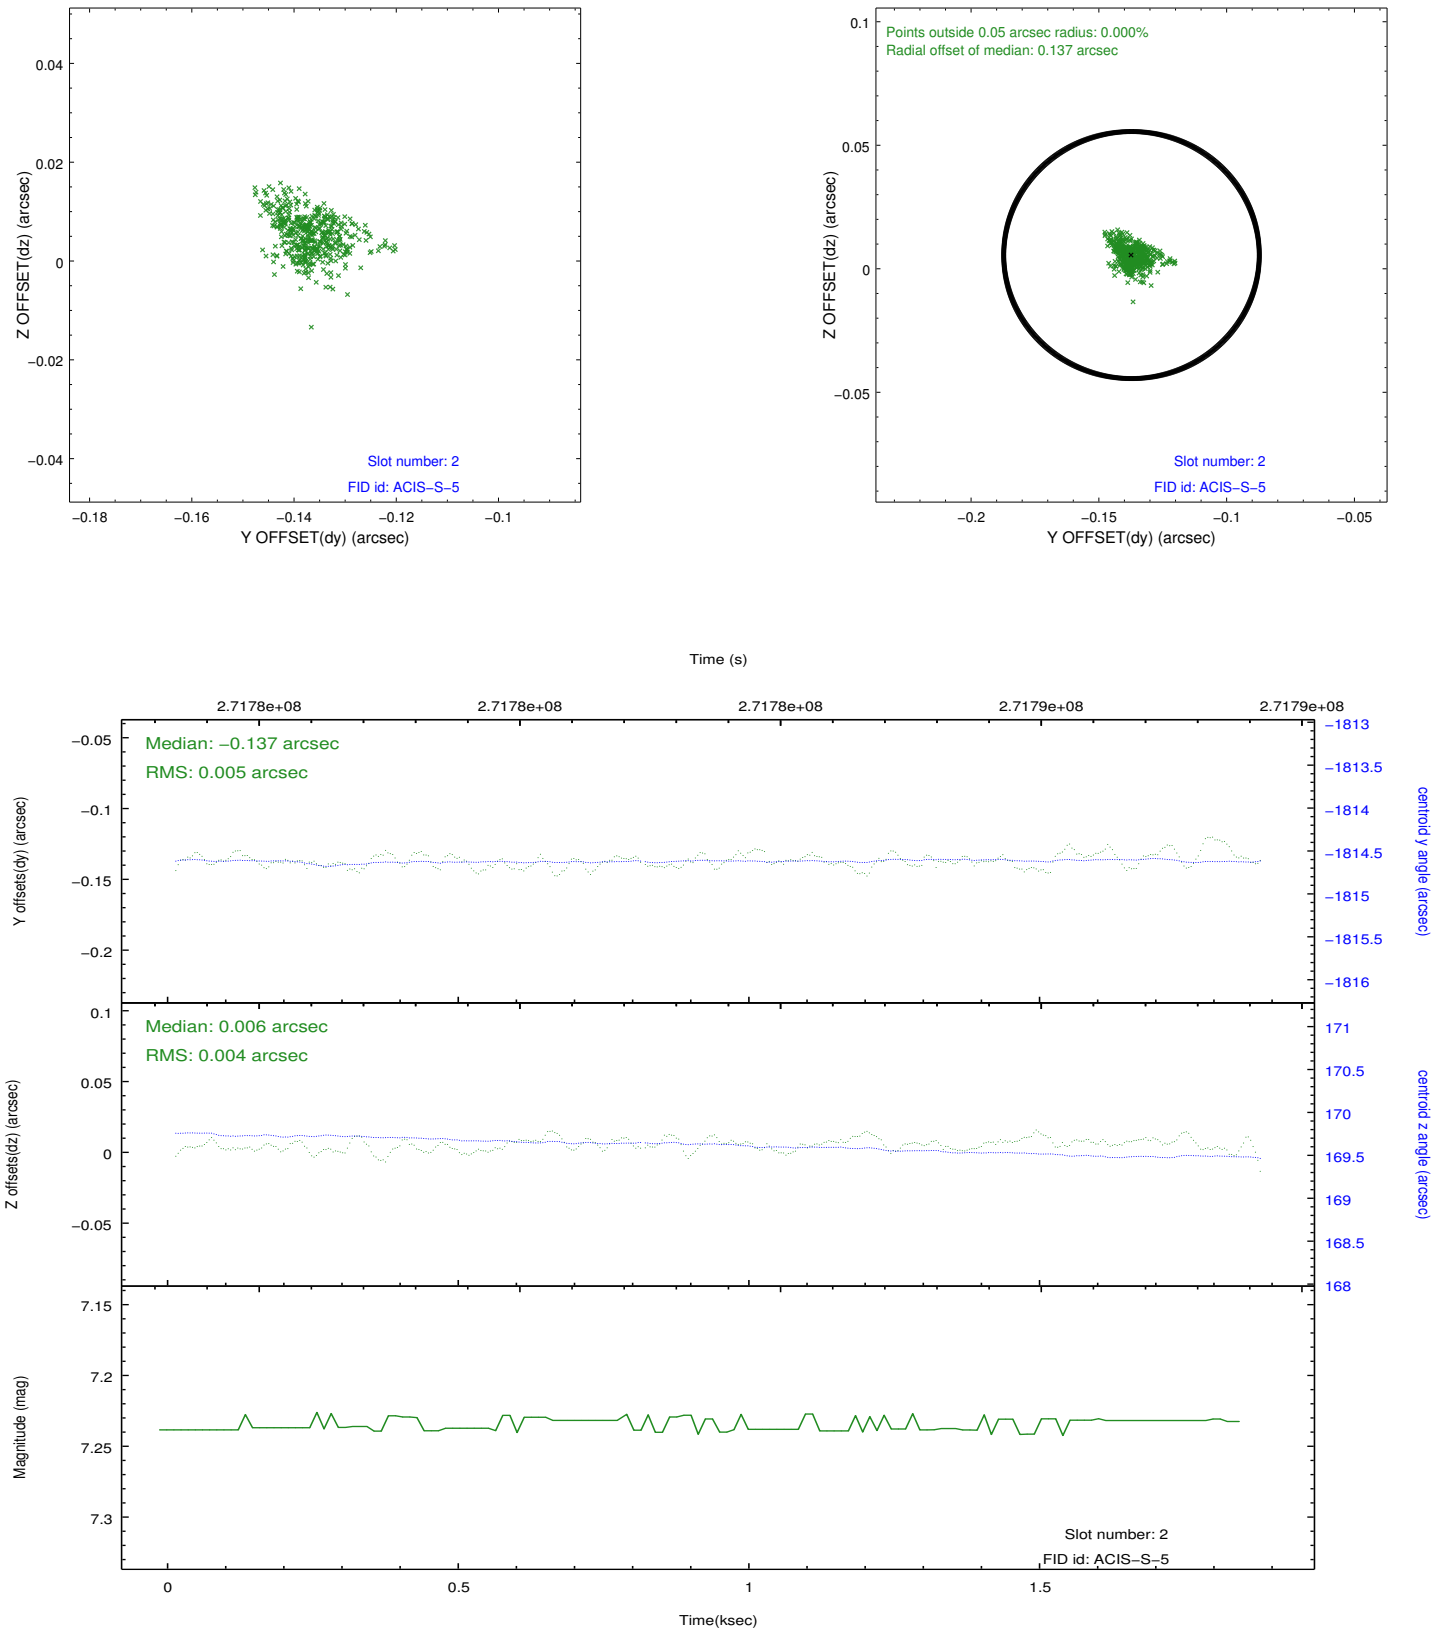 0.04
0.02
0
−0.02
−0.04
Z OFFSET(dz) (arcsec)
Slot number: 2
FID id: ACIS−S−5
−0.18
−0.16
−0.14
−0.12
−0.1
Y OFFSET(dy) (arcsec)
Points outside 0.05 arcsec radius: 0.000%
Radial offset of median: 0.137 arcsec
0.1
0.05
0
−0.05
Z OFFSET(dz) (arcsec)
Slot number: 2
FID id: ACIS−S−5
−0.2
−0.15
−0.1
−0.05
Y OFFSET(dy) (arcsec)
Time (s)
2.7178e+08
2.7178e+08
2.7178e+08
2.7179e+08
2.7179e+08
Median: −0.137 arcsec
RMS: 0.005 arcsec
−0.05
−0.1
−0.15
−0.2
Y offsets(dy) (arcsec)
−1813
−1813.5
−1814
−1814.5
−1815
−1815.5
−1816
centroid y angle (arcsec)
Median: 0.006 arcsec
RMS: 0.004 arcsec
0.1
0.05
0
−0.05
Z offsets(dz) (arcsec)
171
170.5
170
169.5
169
168.5
168
centroid z angle (arcsec)
7.15
7.2
7.25
7.3
Magnitude (mag)
Slot number: 2
FID id: ACIS−S−5
0
0.5
1
1.5
Time(ksec)